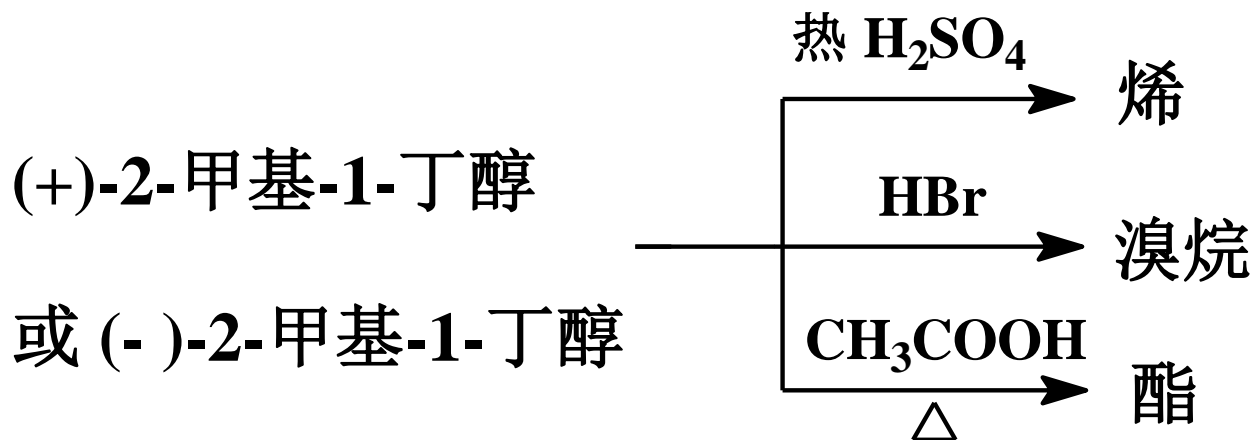 热 H₂SO₄
烯
(+)-2-甲基-1-丁醇
HBr
溴烷
或 (- )-2-甲基-1-丁醇
CH₃COOH
酯
△